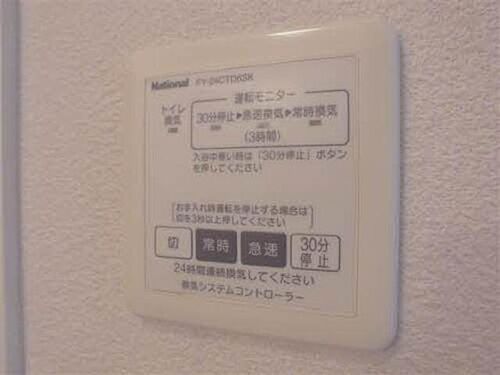 National FY-24CTD6SK
トイレ
換気
運転モニター
30分停止▶急速換気▶常時換気
(3時間)
入浴中寒い時は「30分停止」ボタン
を押してください
お手入れ時運転を停止する場合は
切を3秒以上押してください
切 常時 急速 30分
停止
24時間連続換気してください
換気システムコントローラー